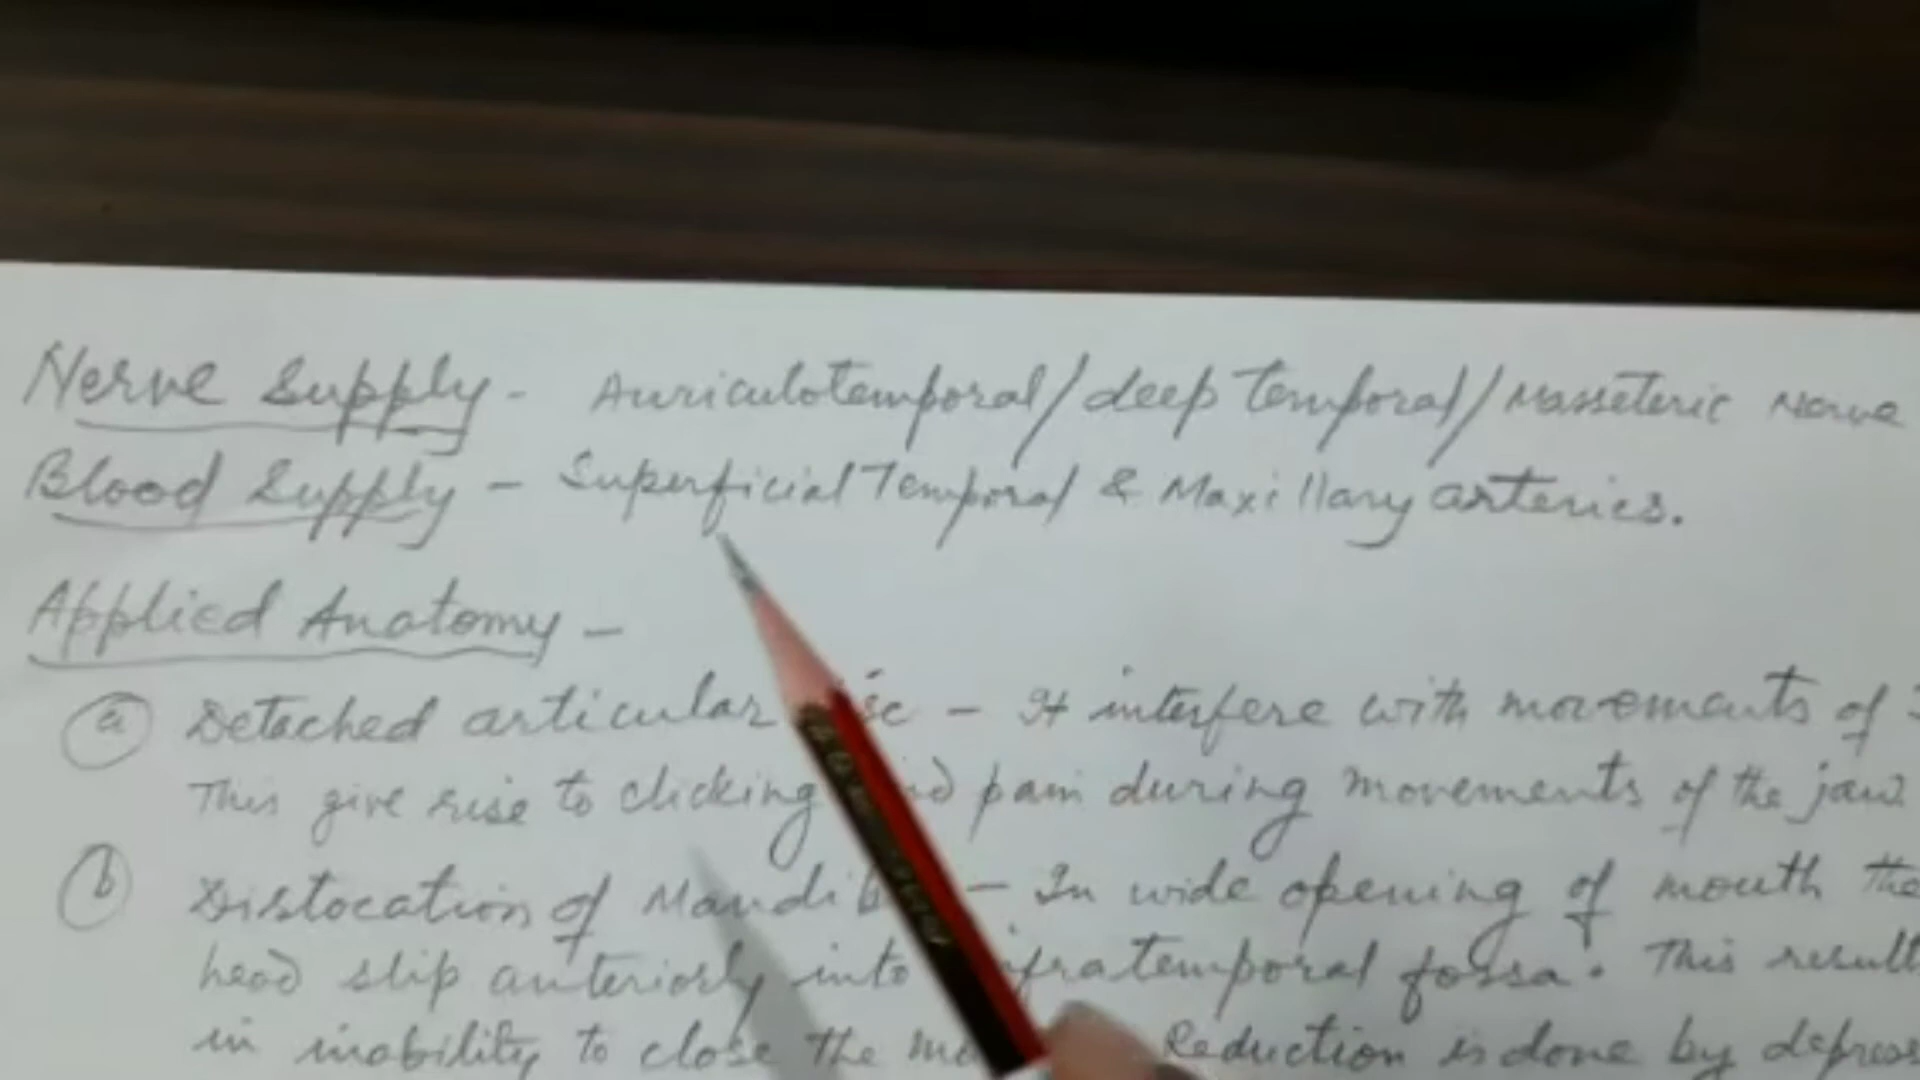 Nerve Supply - Auriculotemporal/deep temporal/Masseteric Nerve
Blood Supply - Superficial Temporal & Maxillary arteries.
Applied Anatomy -
(a) Detached articular - It interfere with movements of
This give rise to clicking pain during movements of the jaw
(b) Dislocation of - In wide opening of mouth the
head slip anteriorly into fossa. This result
in inability to close the Reduction is done by